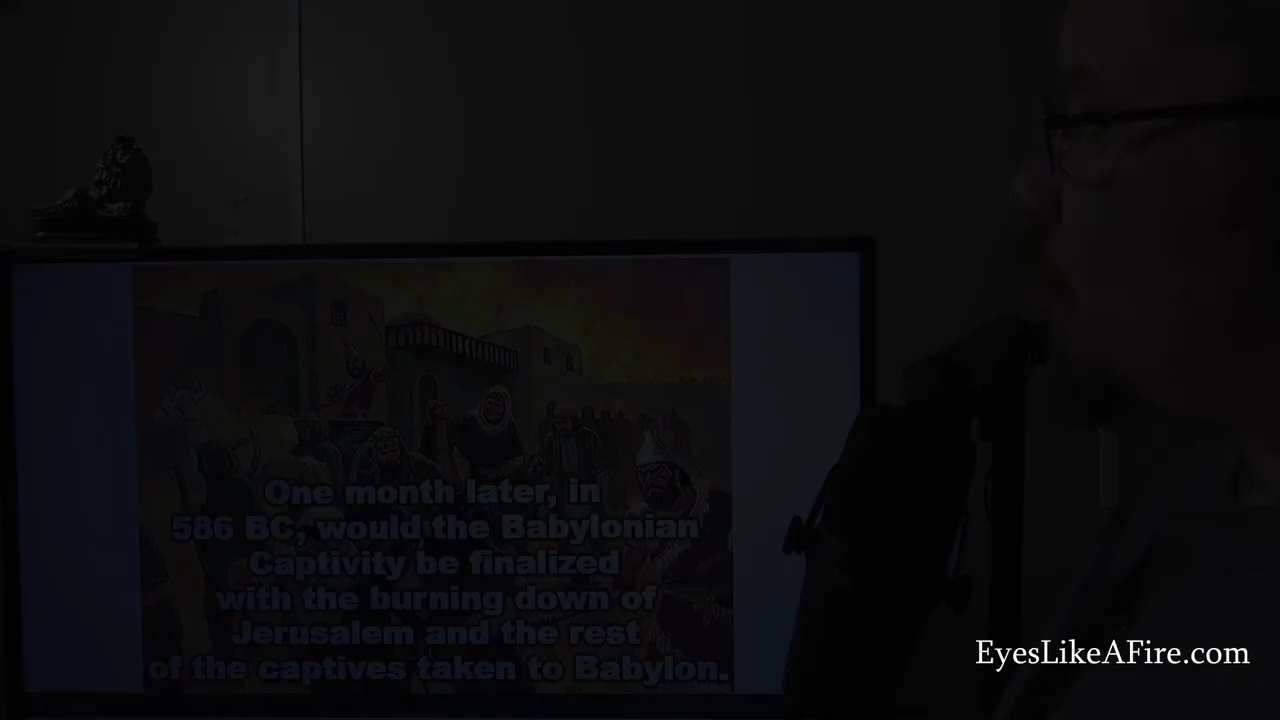 One month later, in
586 BC, would the Babylonian
Captivity be finalized
with the burning down of
Jerusalem and the rest
of the captives taken to Babylon.
EyesLikeAFire.com